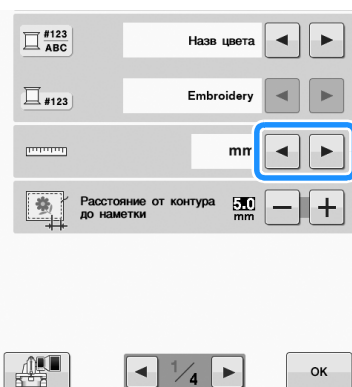 #123
ABC
Назв цвета
#123
Embroidery
mm
Расстояние от контура
до наметки
5.0
mm
1/4
OK